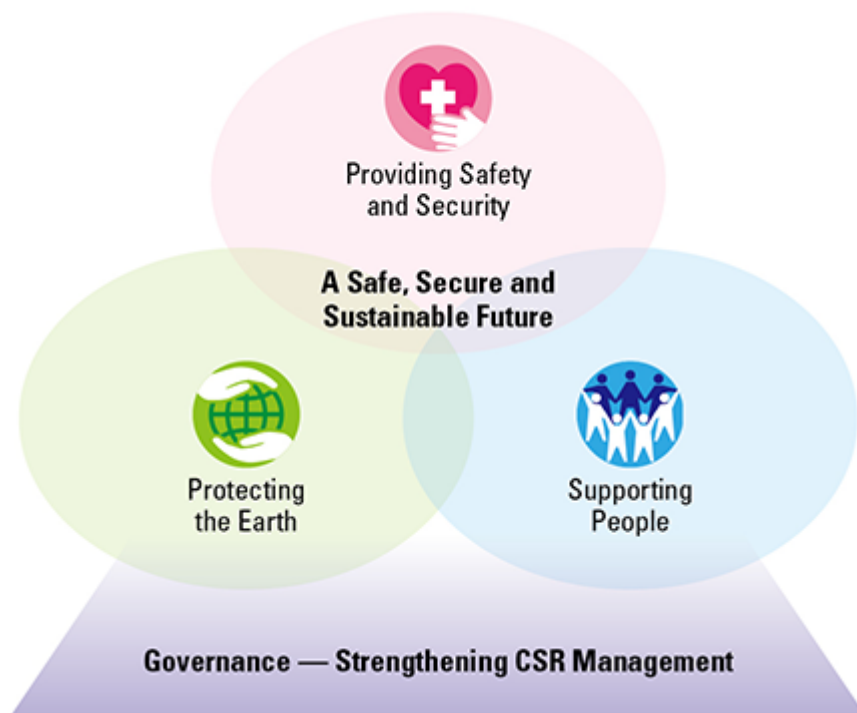 Providing Safety
and Security
A Safe, Secure and
Sustainable Future
Protecting
the Earth
Supporting
People
Governance — Strengthening CSR Management